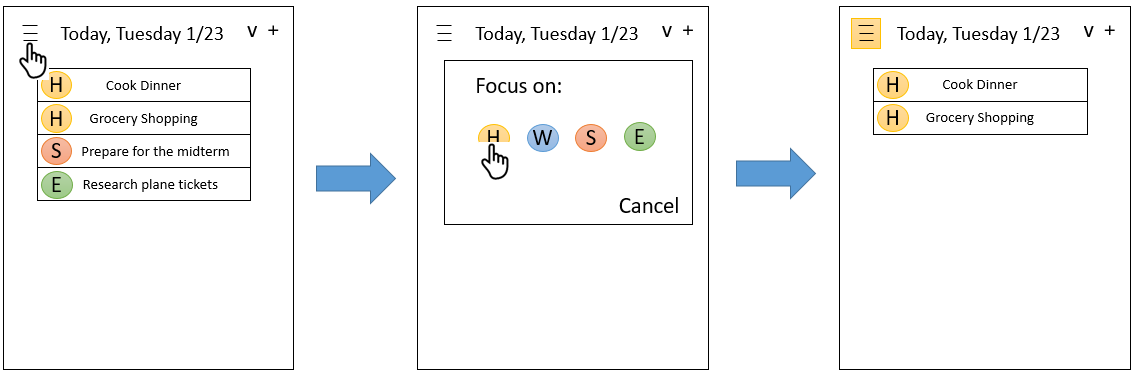 Today, Tuesday 1/23 v +
H Cook Dinner
H Grocery Shopping
S Prepare for the midterm
E Research plane tickets
Today, Tuesday 1/23 v +
Focus on:
H W S E
Cancel
Today, Tuesday 1/23 v +
H Cook Dinner
H Grocery Shopping